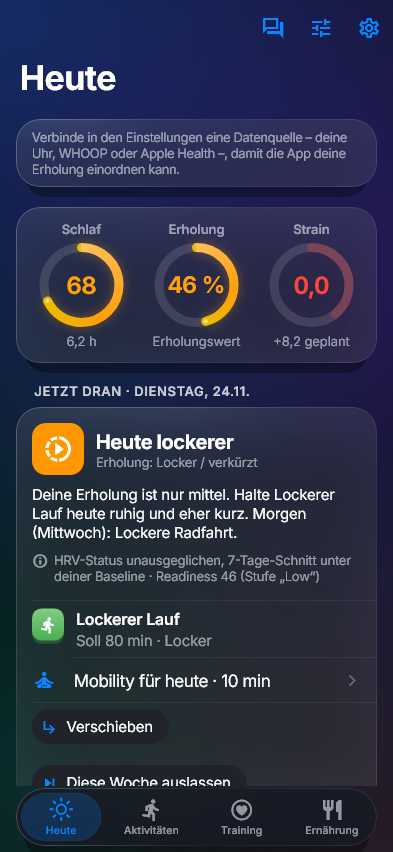 Heute
Verbinde in den Einstellungen eine Datenquelle – deine
Uhr, WHOOP oder Apple Health –, damit die App deine
Erholung einordnen kann.
Schlaf
Erholung
Strain
68
46 %
0,0
6,2 h
Erholungswert
+8,2 geplant
JETZT DRAN · DIENSTAG, 24.11.
Heute lockerer
Erholung: Locker / verkürzt
Deine Erholung ist nur mittel. Halte Lockerer
Lauf heute ruhig und eher kurz. Morgen
(Mittwoch): Lockere Radfahrt.
HRV-Status unausgeglichen, 7-Tage-Schnitt unter
deiner Baseline · Readiness 46 (Stufe „Low“)
Lockerer Lauf
Soll 80 min · Locker
Mobility für heute · 10 min
Verschieben
Diese Woche auslassen
Heute
Aktivitäten
Training
Ernährung